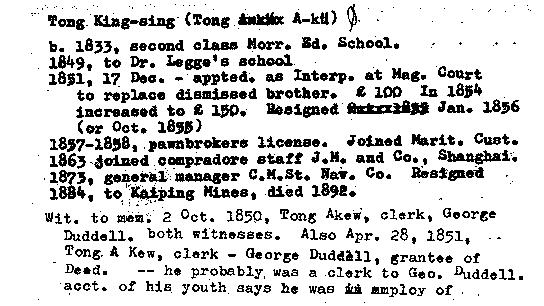 Tong King-sing (Tong A-kü)
b. 1833, second class Morr. Ed. School.
1849, to Dr. Legge's school
1851, 17 Dec. - appted. as Interp. at Mag. Court
to replace dismissed brother. £ 100 In 1854
increased to £ 150. Resigned Jan. 1856
(or Oct. 1855)
1857-1858, pawnbrokers license. Joined Marit. Cust.
1863 joined compradore staff J.M. and Co., Shanghai.
1873, general manager C.M.St. Nav. Co. Resigned
1884, to Kaiping Mines, died 1892.
Wit. to mem. 2 Oct. 1850, Tong Akew, clerk, George
Duddell. both witnesses. Also Apr. 28, 1851,
Tong A Kew, clerk - George Duddell, grantee of
Deed. -- he probably was a clerk to Geo. Duddell.
acct. of his youth says he was in employ of